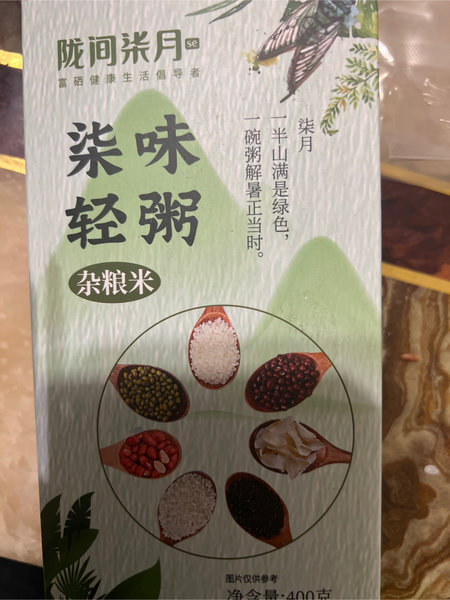 陇间柒月se
富硒健康生活倡导者
柒味
轻粥
杂粮米
柒月
一半山满是绿色，
一碗粥解暑正当时。
图片仅供参考
净含量:400克